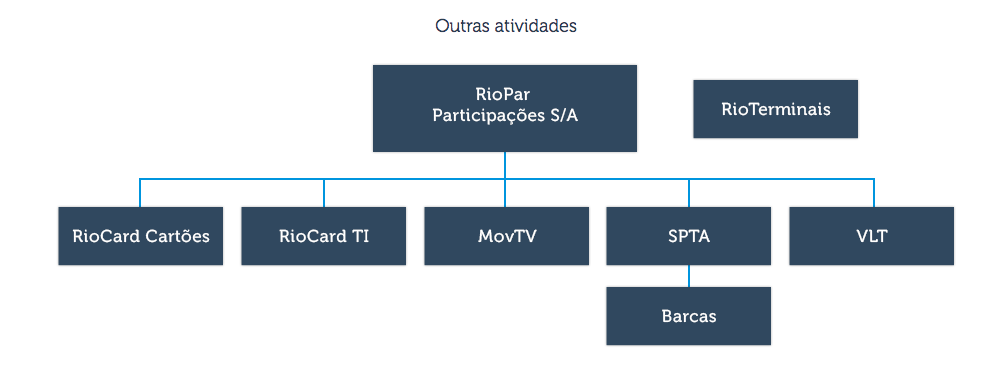 Outras atividades
RioPar
Participações S/A
RioTerminais
RioCard Cartões
RioCard TI
MovTV
SPTA
VLT
Barcas